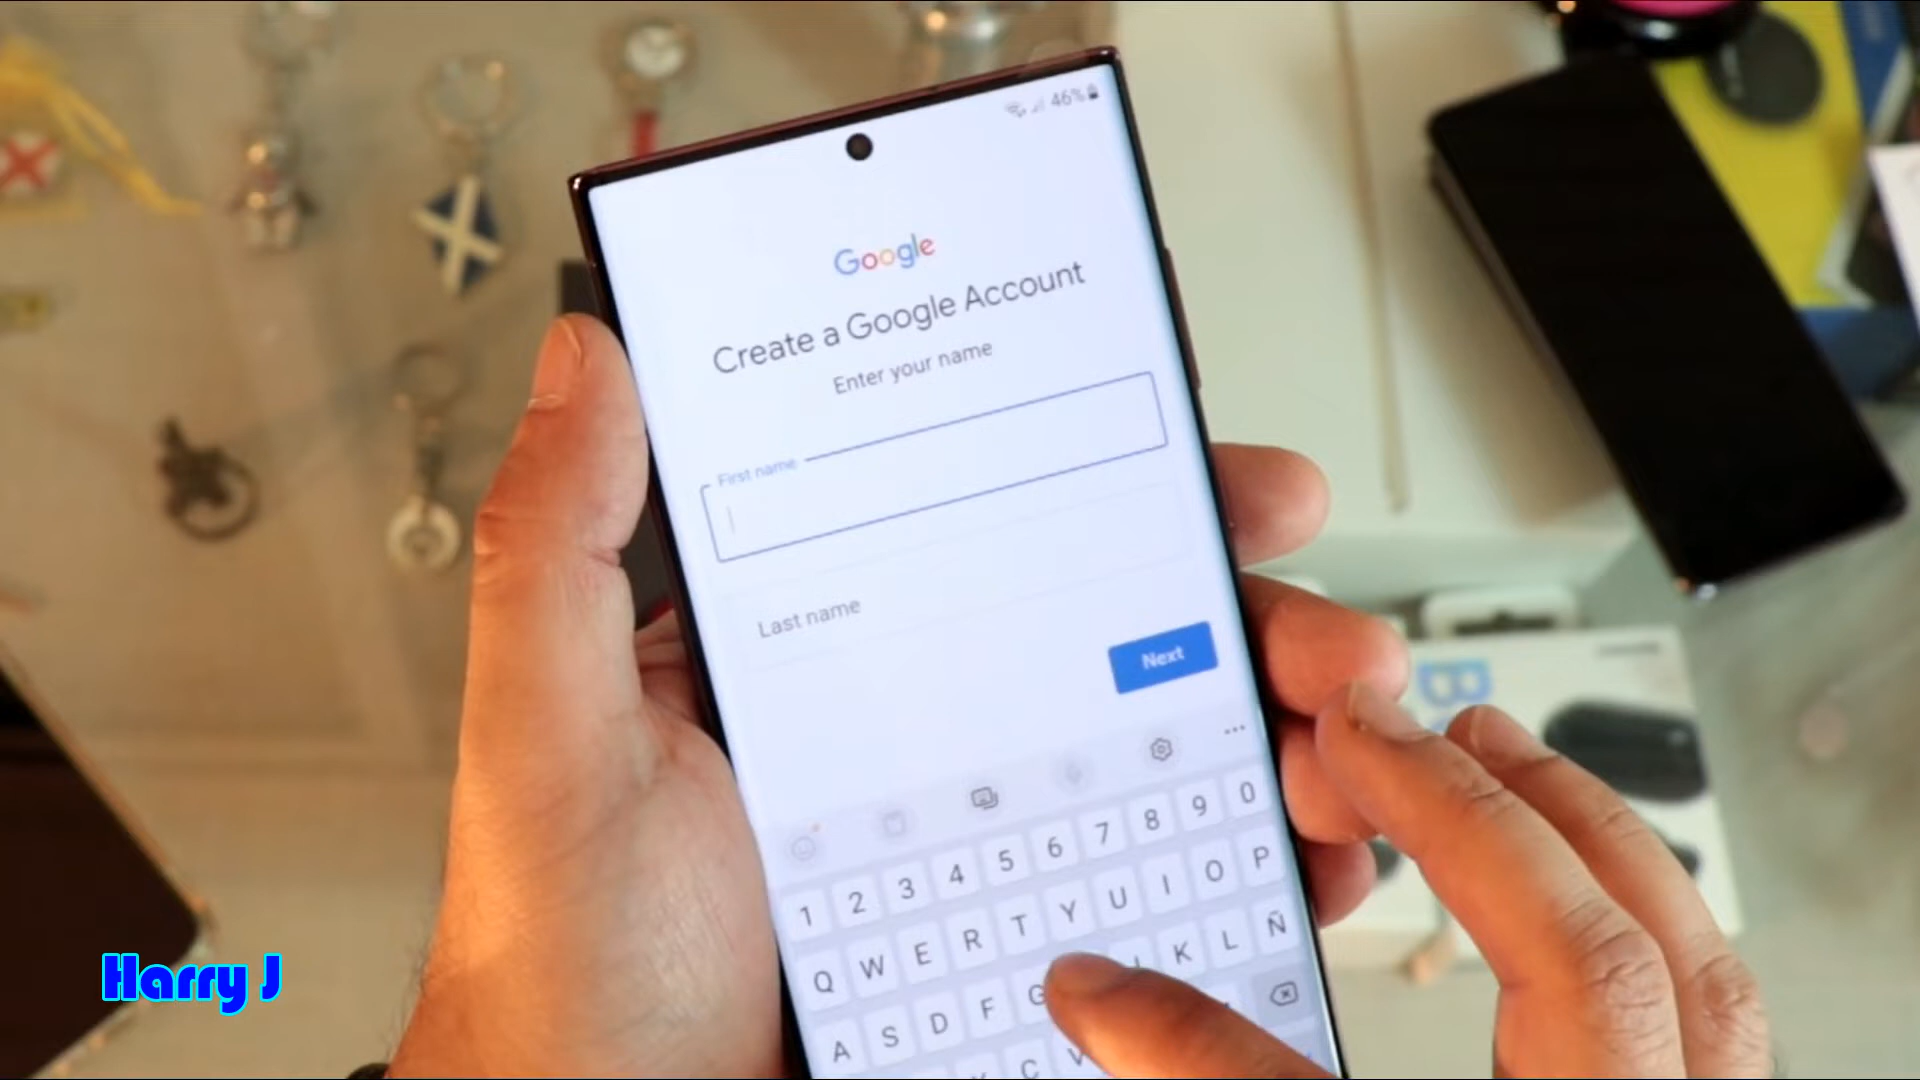 46%
Google
Create a Google Account
Enter your name
First name
Last name
Next
1 2 3 4 5 6 7 8 9 0
Q W E R T Y U I O P
A S D F G J K L Ñ
C V
Harry J